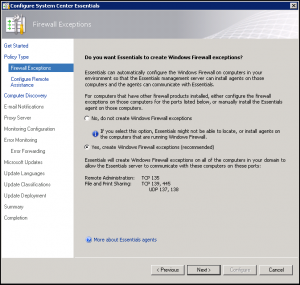 Configure System Center Essentials
Firewall Exceptions
Get Started
Policy Type
Firewall Exceptions
Configure Remote
Assistance
Computer Discovery
E-mail Notifications
Proxy Server
Monitoring Configuration
Error Monitoring
Error Forwarding
Microsoft Updates
Update Languages
Update Classifications
Update Deployment
Summary
Completion
Do you want Essentials to create Windows Firewall exceptions?
Essentials can automatically configure the Windows Firewall on computers in your
environment so that the Essentials management server can install agents on those
computers and the agents can communicate with Essentials.
For computers that have other firewall products installed, either configure the firewall
exceptions on those computers for the ports listed below, or manually install the Essentials
agent on those computers.
No, do not create Windows Firewall exceptions
If you select this option, Essentials might not be able to locate, or install agents on
the computers that are running Windows Firewall.
Yes, create Windows Firewall exceptions (recommended)
Essentials will create Windows Firewall exceptions on all of the computers in your domain to
allow the Essentials Server to communicate with these computers on these ports:
Remote Administration: TCP 135
File and Print Sharing: TCP 139, 445
UDP 137, 138
More about Essentials agents
< Previous
Next >
Configure
Cancel